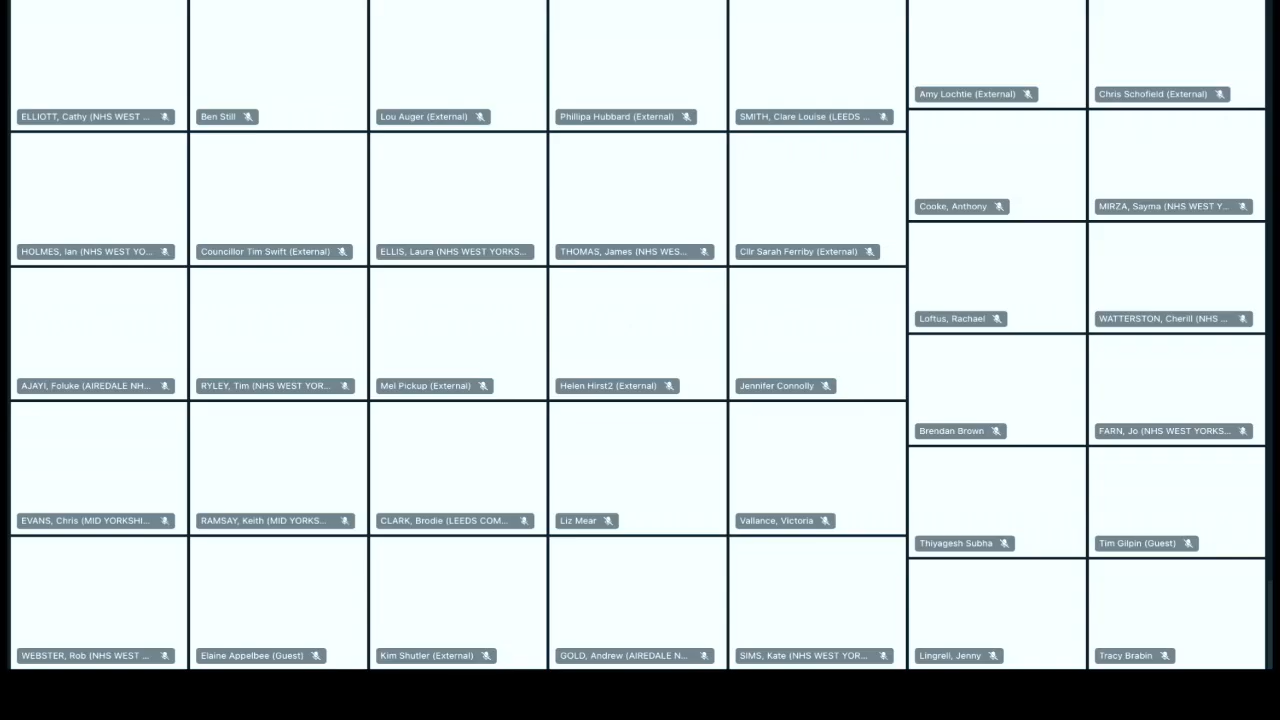 ELLIOTT, Cathy (NHS WEST ...
Ben Still
Lou Auger (External)
Phillipa Hubbard (External)
SMITH, Clare Louise (LEEDS ...
Amy Lochtie (External)
Chris Schofield (External)
HOLMES, Ian (NHS WEST YO...
Councillor Tim Swift (External)
ELLIS, Laura (NHS WEST YORKS...
THOMAS, James (NHS WES...
Cllr Sarah Ferriby (External)
Cooke, Anthony
MIRZA, Sayma (NHS WEST Y...
Loftus, Rachael
WATTERSTON, Cherill (NHS ...
AJAYI, Foluke (AIREDALE NH...
RYLEY, Tim (NHS WEST YOR...
Mel Pickup (External)
Helen Hirst2 (External)
Jennifer Connolly
Brendan Brown
FARN, Jo (NHS WEST YORKS...
EVANS, Chris (MID YORKSHI...
RAMSAY, Keith (MID YORKS...
CLARK, Brodie (LEEDS COM...
Liz Mear
Vallance, Victoria
Thiyagesh Subha
Tim Gilpin (Guest)
WEBSTER, Rob (NHS WEST ...
Elaine Appelbee (Guest)
Kim Shutler (External)
GOLD, Andrew (AIREDALE N...
SIMS, Kate (NHS WEST YOR...
Lingrell, Jenny
Tracy Brabin